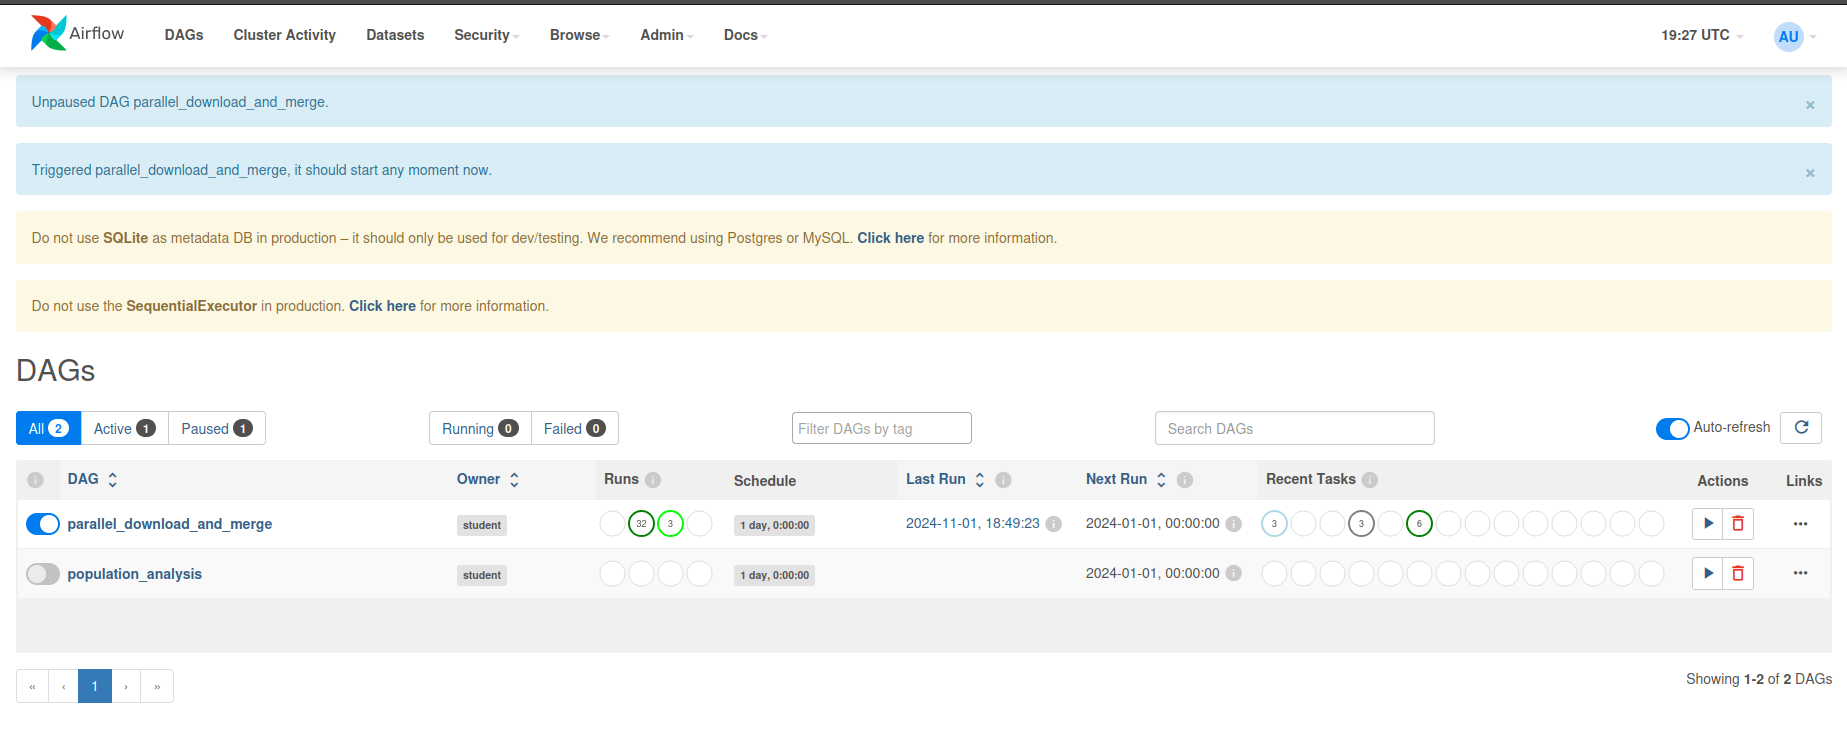 Airflow DAGs Cluster Activity Datasets Security Browse Admin Docs 19:27 UTC AU
Unpaused DAG parallel_download_and_merge. ×
Triggered parallel_download_and_merge, it should start any moment now. ×
Do not use SQLite as metadata DB in production – it should only be used for dev/testing. We recommend using Postgres or MySQL. Click here for more information.
Do not use the SequentialExecutor in production. Click here for more information.
DAGs
All 2 Active 1 Paused 1 Running 0 Failed 0 Filter DAGs by tag Search DAGs Auto-refresh
DAG Owner Runs Schedule Last Run Next Run Recent Tasks Actions Links
parallel_download_and_merge student 32 3 1 day, 0:00:00 2024-11-01, 18:49:23 2024-01-01, 00:00:00 3 3 6
population_analysis student 1 day, 0:00:00 2024-01-01, 00:00:00
« ‹ 1 › » Showing 1-2 of 2 DAGs